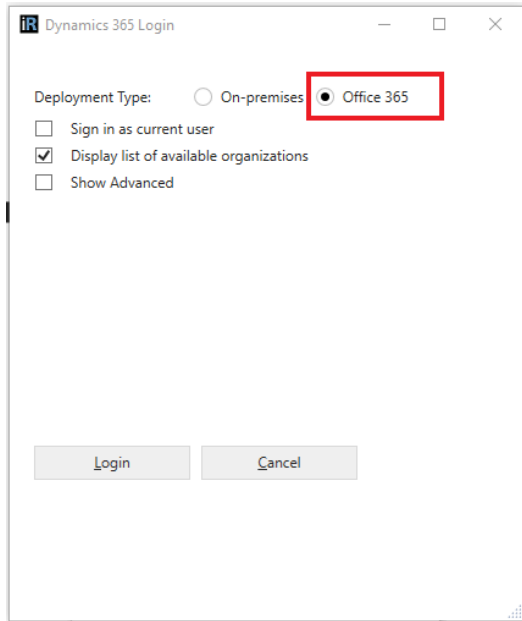 iR Dynamics 365 Login
Deployment Type: On-premises Office 365
Sign in as current user
Display list of available organizations
Show Advanced
Login Cancel